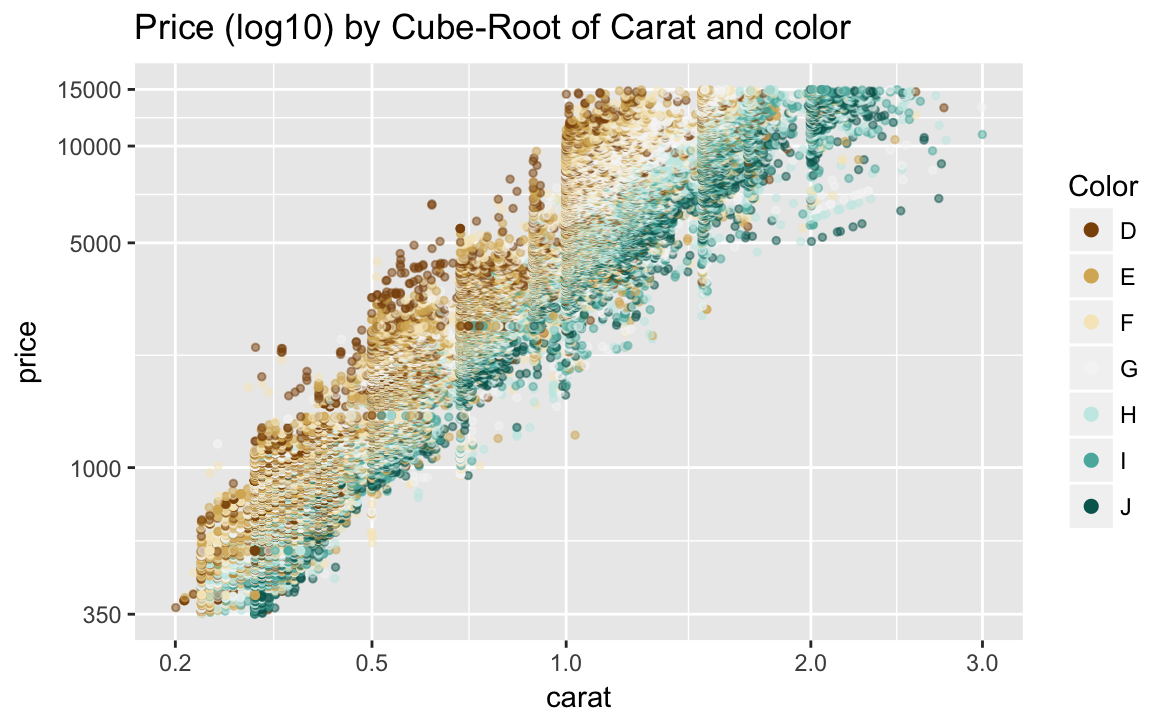 Price (log10) by Cube-Root of Carat and color
15000
10000
5000
1000
350
price
0.2 0.5 1.0 2.0 3.0
carat
Color
D
E
F
G
H
I
J